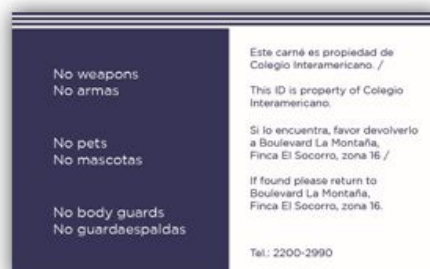 No weapons
No armas
No pets
No mascotas
No body guards
No guardaespaldas
Este carné es propiedad de
Colegio Interamericano. /
This ID is property of Colegio
Interamericano.
Si lo encuentra, favor devolverlo
a Boulevard La Montaña,
Finca El Socorro, zona 16 /
If found please return to
Boulevard La Montaña,
Finca El Socorro, zona 16.
Tel.: 2200-2990